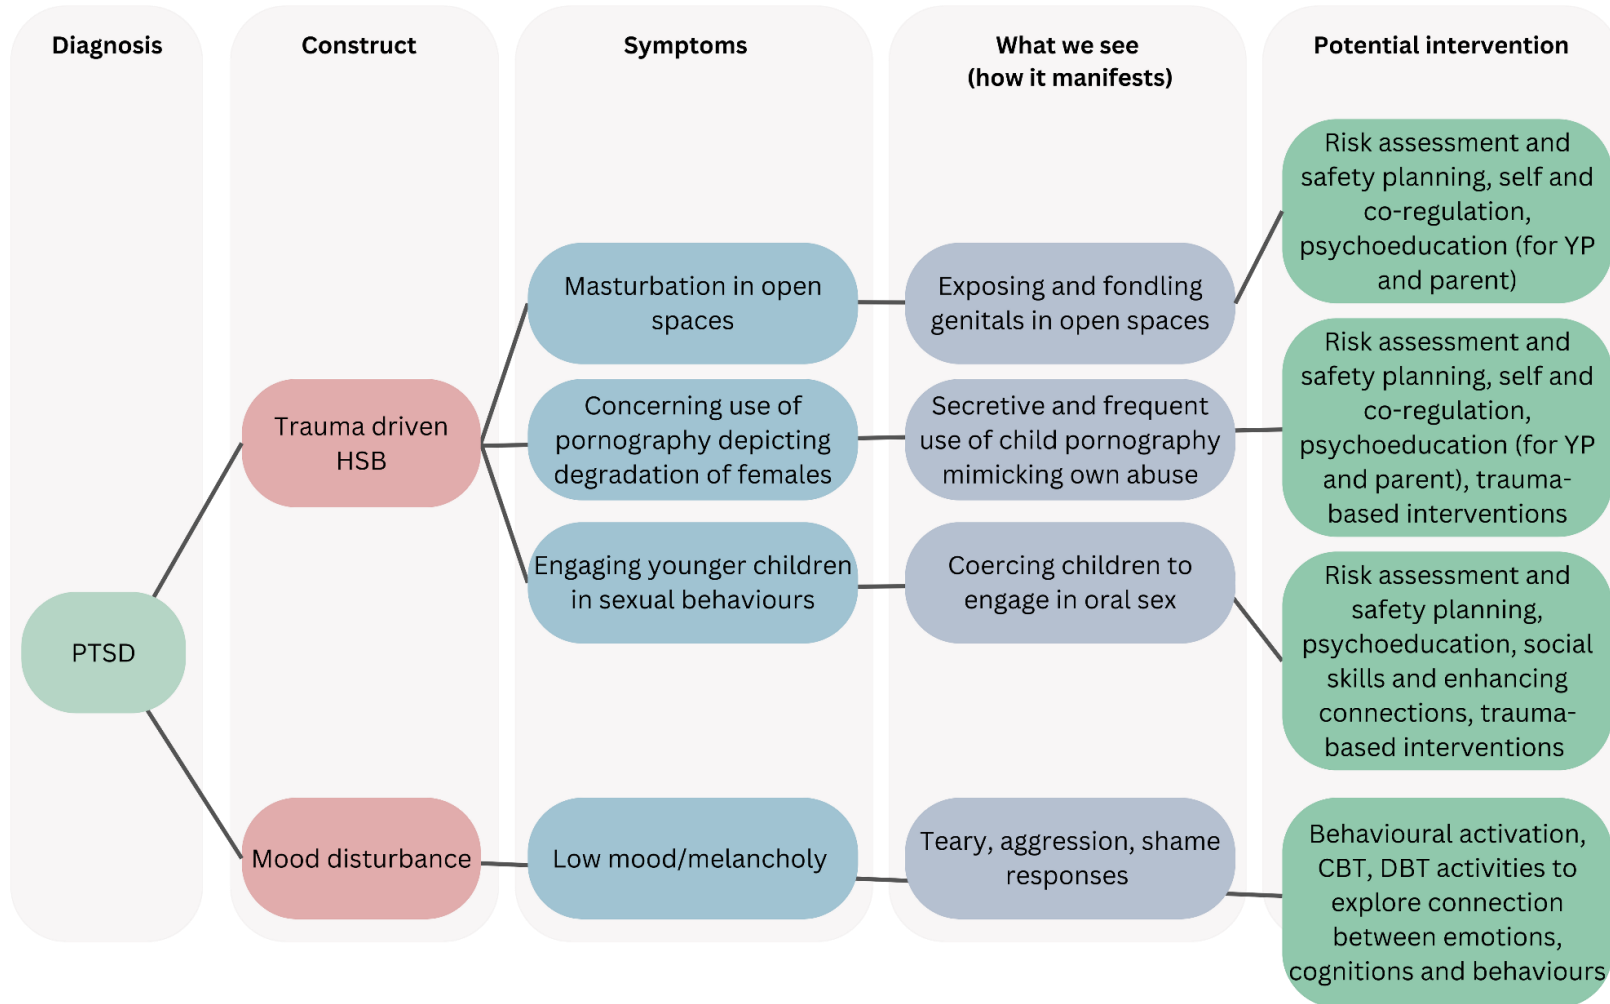 Diagnosis
Construct
Symptoms
What we see
(how it manifests)
Potential intervention
PTSD
Trauma driven
HSB
Masturbation in open
spaces
Exposing and fondling
genitals in open spaces
Risk assessment and
safety planning, self and
co-regulation,
psychoeducation (for YP
and parent)
Concerning use of
pornography depicting
degradation of females
Secretive and frequent
use of child pornography
mimicking own abuse
Risk assessment and
safety planning, self and
co-regulation,
psychoeducation (for YP
and parent), trauma-
based interventions
Engaging younger children
in sexual behaviours
Coercing children to
engage in oral sex
Risk assessment and
safety planning,
psychoeducation, social
skills and enhancing
connections, trauma-
based interventions
Mood disturbance
Low mood/melancholy
Teary, aggression, shame
responses
Behavioural activation,
CBT, DBT activities to
explore connection
between emotions,
cognitions and behaviours